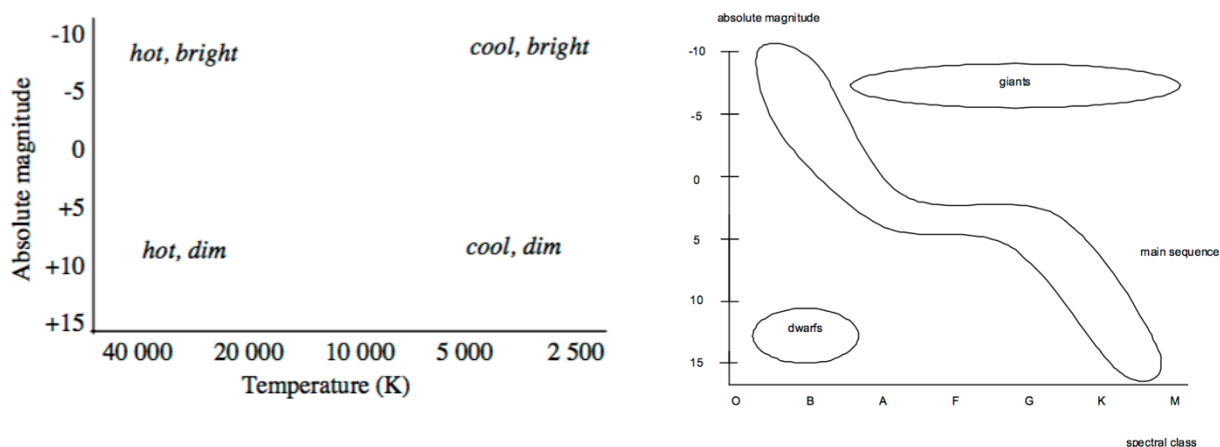 Absolute magnitude
-10
-5
0
+5
+10
+15
hot, bright
cool, bright
hot, dim
cool, dim
40 000 20 000 10 000 5 000 2 500
Temperature (K)
absolute magnitude
-10
-5
0
5
10
15
giants
main sequence
dwarfs
O B A F G K M
spectral class